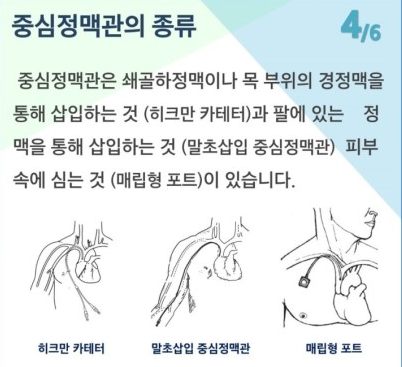 중심정맥관의 종류
4/6
중심정맥관은 쇄골하정맥이나 목 부위의 경정맥을
통해 삽입하는 것 (히크만 카테터)과 팔에 있는 정
맥을 통해 삽입하는 것 (말초삽입 중심정맥관) 피부
속에 심는 것 (매립형 포트)이 있습니다.
히크만 카테터
말초삽입 중심정맥관
매립형 포트